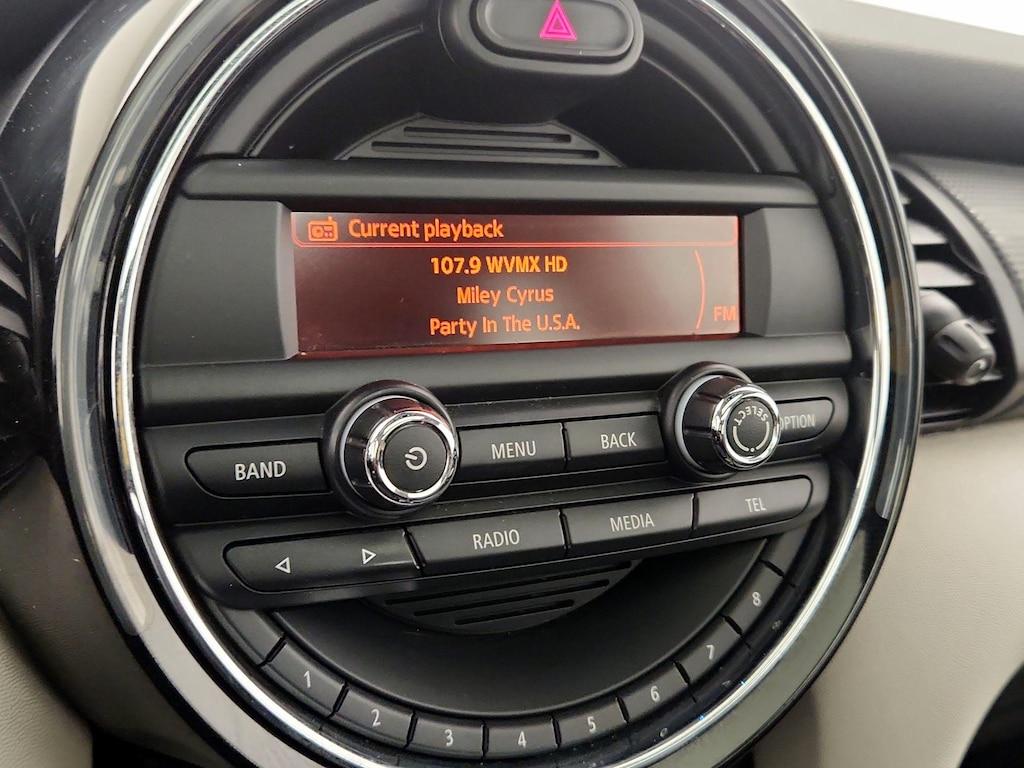 Current playback
107.9 WVMX HD
Miley Cyrus
Party In The U.S.A.
FM
BAND
MENU
BACK
SELECT
OPTION
RADIO
MEDIA
TEL
1
2
3
4
5
6
7
8